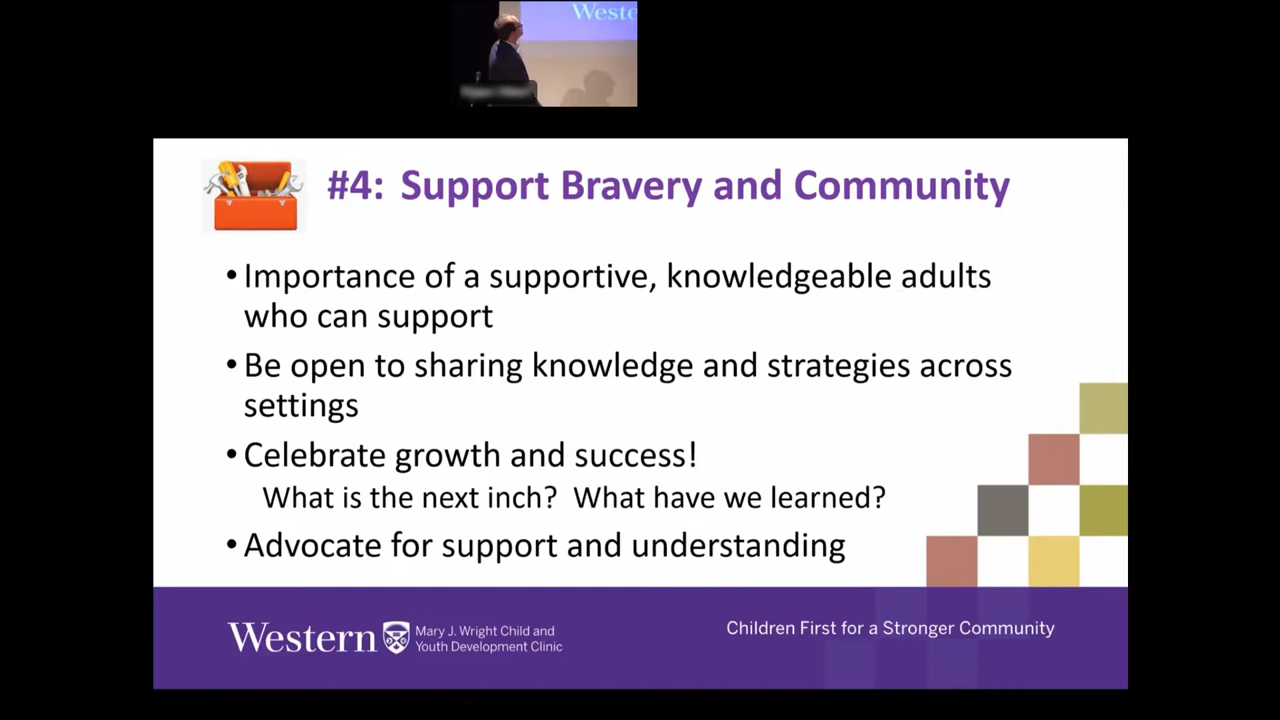 Weste
#4: Support Bravery and Community
• Importance of a supportive, knowledgeable adults
who can support
• Be open to sharing knowledge and strategies across
settings
• Celebrate growth and success!
What is the next inch? What have we learned?
• Advocate for support and understanding
Western
Mary J. Wright Child and
Youth Development Clinic
Children First for a Stronger Community